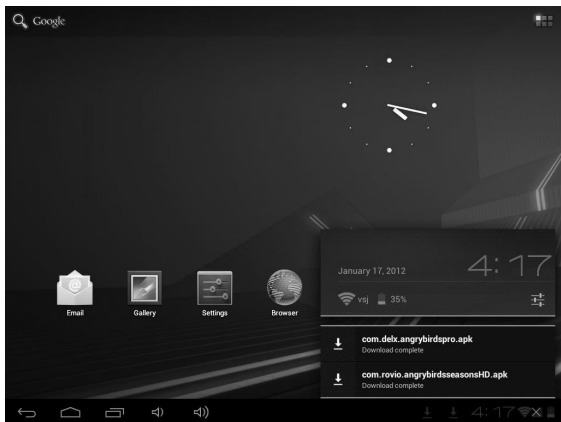 Google
January 17, 2012
4:17
vsj
35%
Email
Gallery
Settings
Browser
com.delx.angrybirdspro.apk
Download complete
com.rovio.angrybirdsseasonsHD.apk
Download complete
4:17